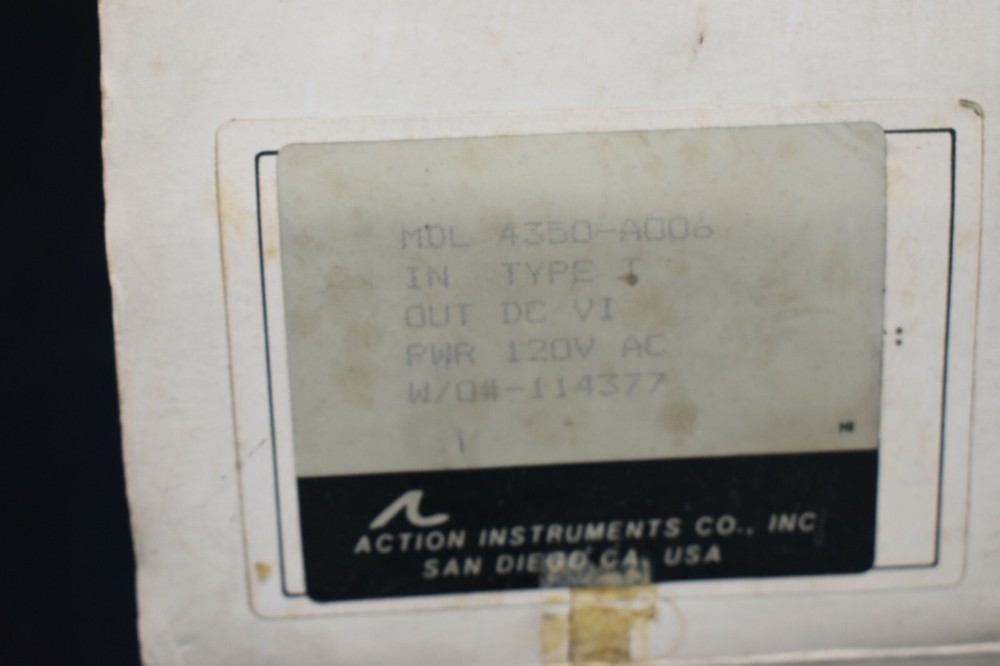 MDL 4350-A006
IN TYPE T
OUT DC VI
PWR 120V AC
W/O#-114377
ACTION INSTRUMENTS CO., INC
SAN DIEGO, CA, USA